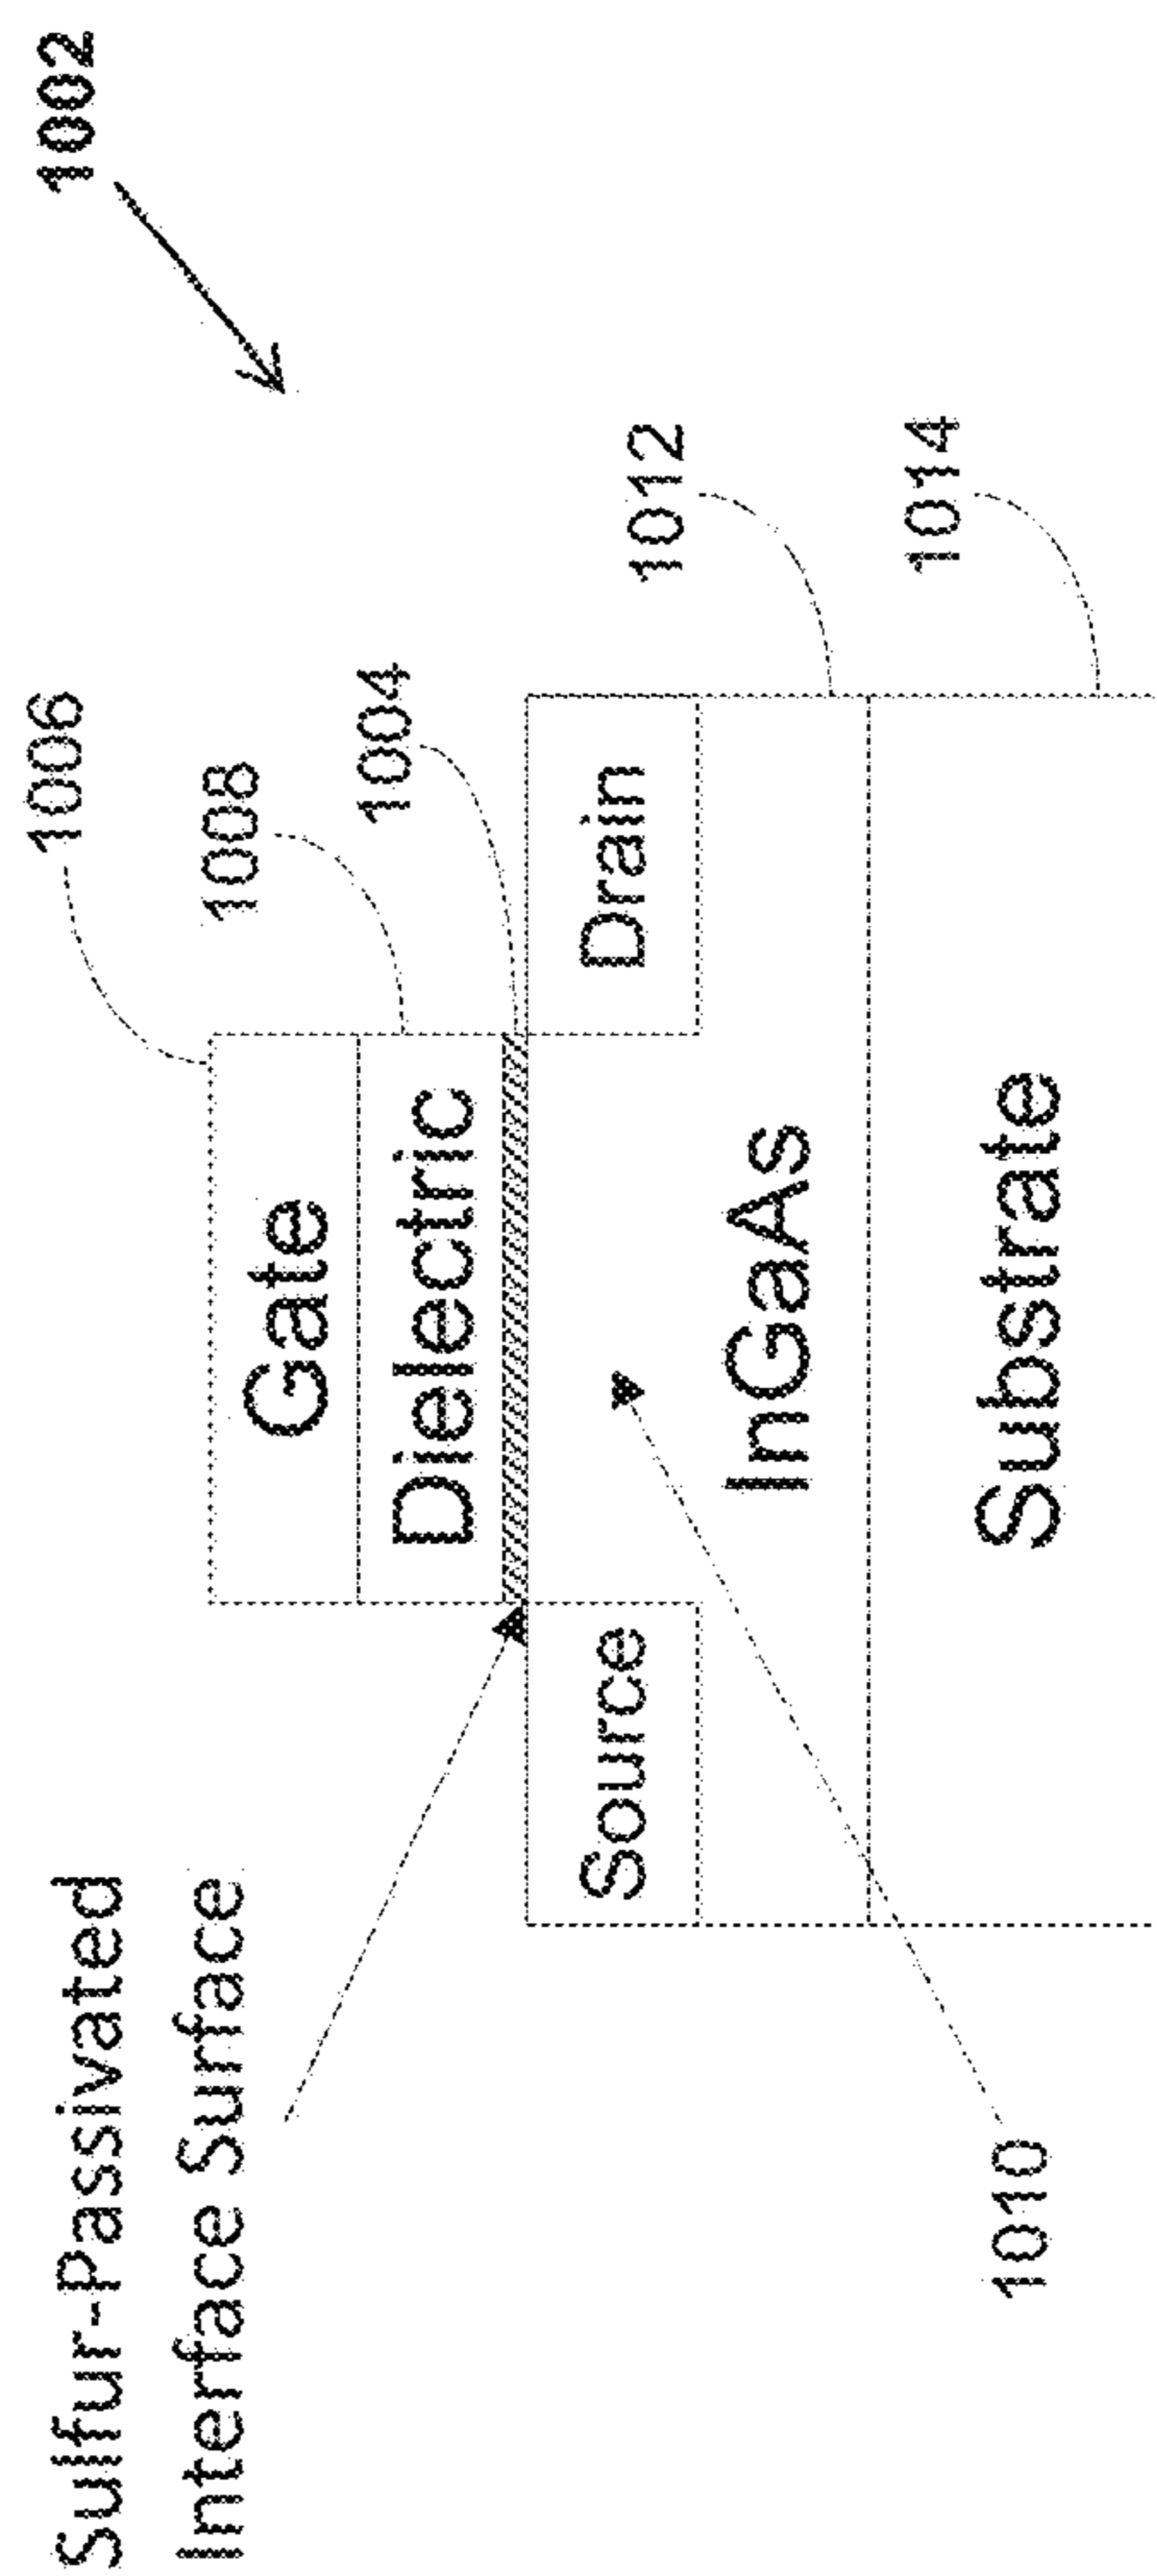 1002
Sulfur-Passivated
Interface Surface
1006
1008
1004
Gate
Dielectric
Source
Drain
1012
InGaAs
1014
Substrate
1010